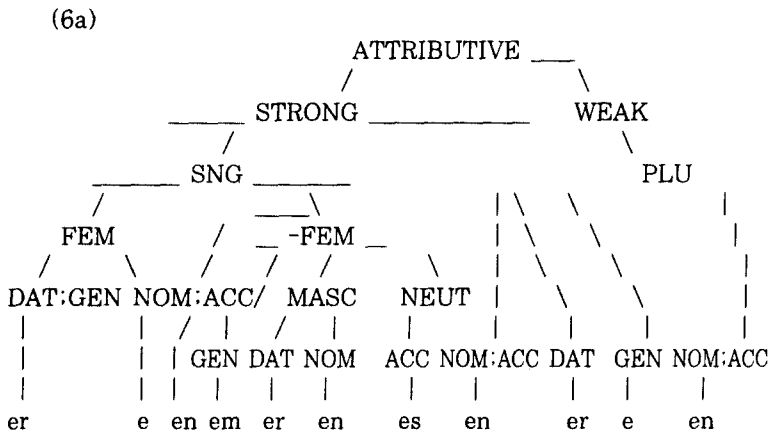 (6a)
ATTRIBUTIVE
STRONG WEAK
SNG PLU
FEM -FEM
DAT:GEN NOM:ACC MASC NEUT
GEN DAT NOM ACC NOM:ACC DAT GEN NOM:ACC
er e en em er en es en er e en